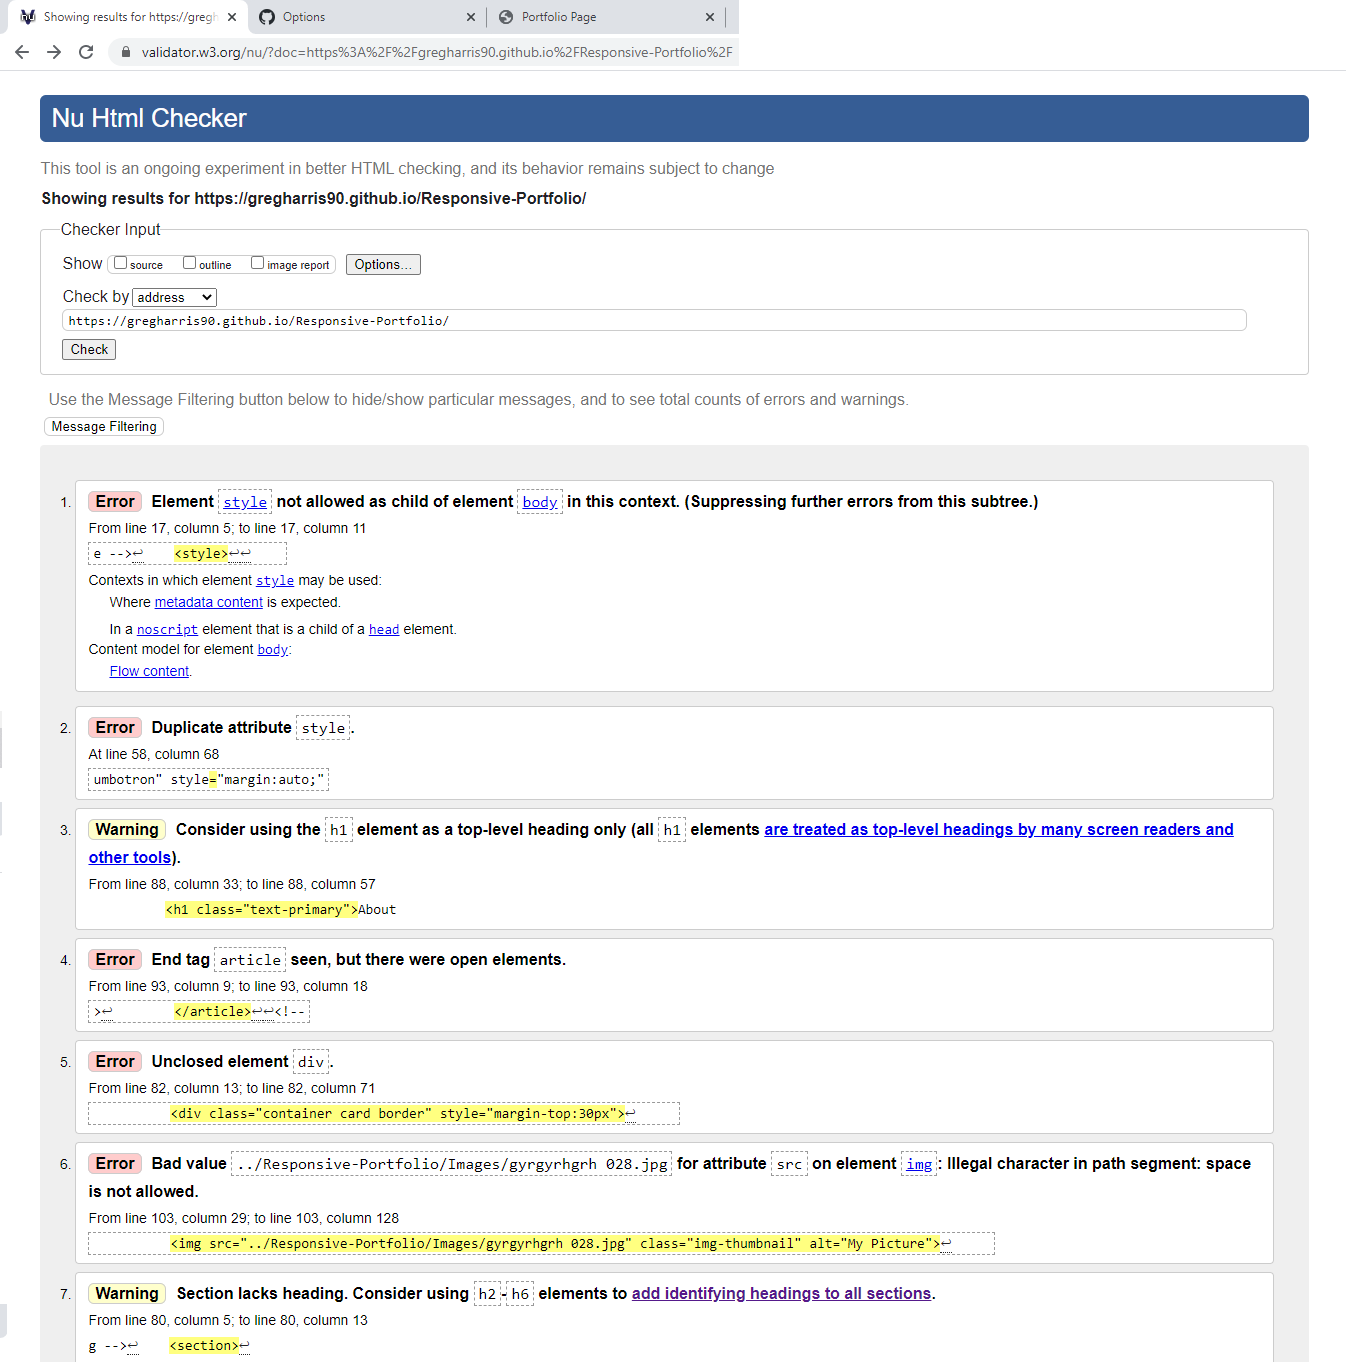 Showing results for https://gregh
Options
Portfolio Page
validator.w3.org/nu/?doc=https%3A%2F%2Fgregharris90.github.io%2FResponsive-Portfolio%2F
Nu Html Checker
This tool is an ongoing experiment in better HTML checking, and its behavior remains subject to change
Showing results for https://gregharris90.github.io/Responsive-Portfolio/
Checker Input
Show source outline image report Options...
Check by address
https://gregharris90.github.io/Responsive-Portfolio/
Check
Use the Message Filtering button below to hide/show particular messages, and to see total counts of errors and warnings.
Message Filtering
1. Error Element style not allowed as child of element body in this context. (Suppressing further errors from this subtree.)
From line 17, column 5; to line 17, column 11
e -->↩ <style>↩↩
Contexts in which element style may be used:
Where metadata content is expected.
In a noscript element that is a child of a head element.
Content model for element body:
Flow content.
2. Error Duplicate attribute style.
At line 58, column 68
umbotron" style="margin:auto;"
3. Warning Consider using the h1 element as a top-level heading only (all h1 elements are treated as top-level headings by many screen readers and
other tools).
From line 88, column 33; to line 88, column 57
<h1 class="text-primary">About
4. Error End tag article seen, but there were open elements.
From line 93, column 9; to line 93, column 18
>↩ </article>↩↩<!--
5. Error Unclosed element div.
From line 82, column 13; to line 82, column 71
<div class="container card border" style="margin-top:30px">↩
6. Error Bad value ../Responsive-Portfolio/Images/gyrgyrhgrh 028.jpg for attribute src on element img: Illegal character in path segment: space
is not allowed.
From line 103, column 29; to line 103, column 128
<img src="../Responsive-Portfolio/Images/gyrgyrhgrh 028.jpg" class="img-thumbnail" alt="My Picture">↩
7. Warning Section lacks heading. Consider using h2-h6 elements to add identifying headings to all sections.
From line 80, column 5; to line 80, column 13
g -->↩ <section>↩